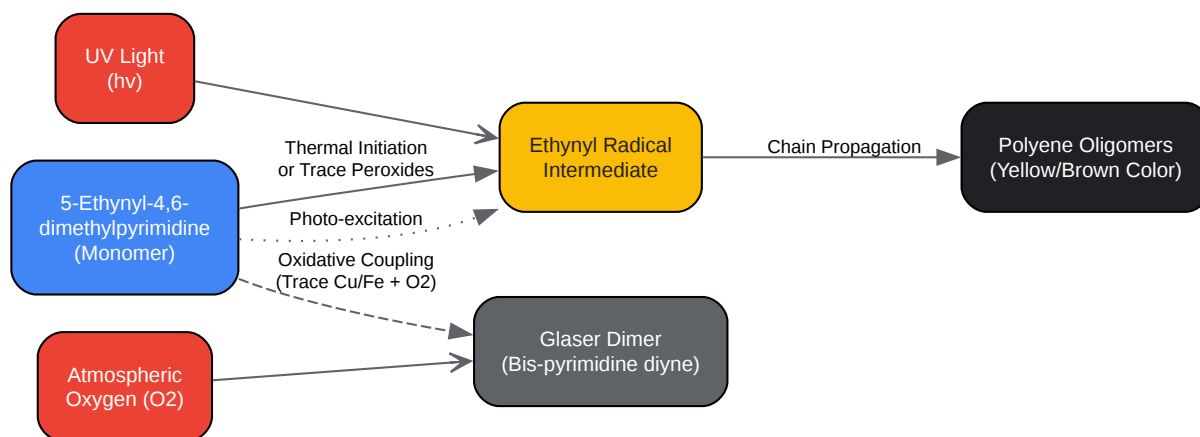 UV Light
(hv)
5-Ethynyl-4,6-
dimethylpyrimidine
(Monomer)
Atmospheric
Oxygen (O2)
Thermal Initiation
or Trace Peroxides
Photo-excitation
Oxidative Coupling
(Trace Cu/Fe + O2)
Ethynyl Radical
Intermediate
Glaser Dimer
(Bis-pyrimidine diyne)
Chain Propagation
Polyene Oligomers
(Yellow/Brown Color)